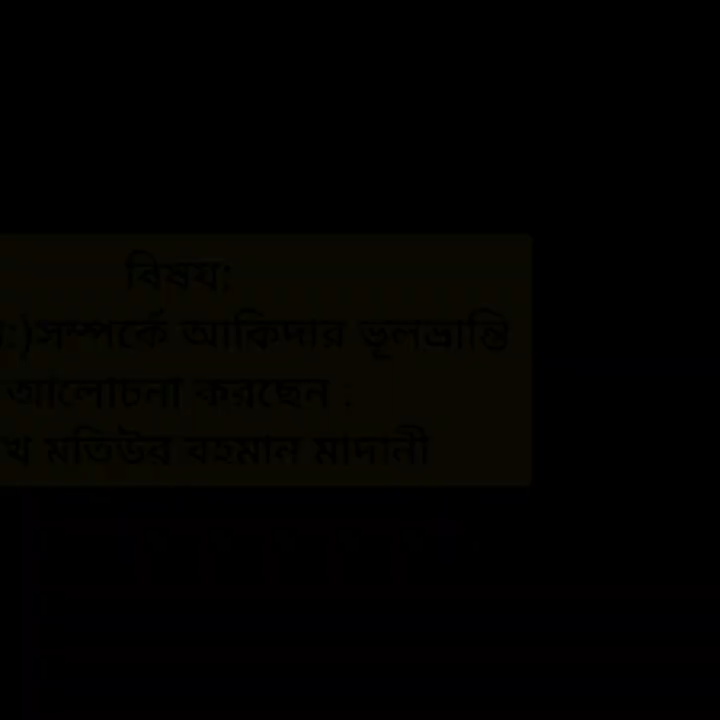 বিষয়:
:)সম্পর্কে আকিদার ভূলভ্রান্তি
আলোচনা করছেন :
খ মতিউর রহমান মাদানী